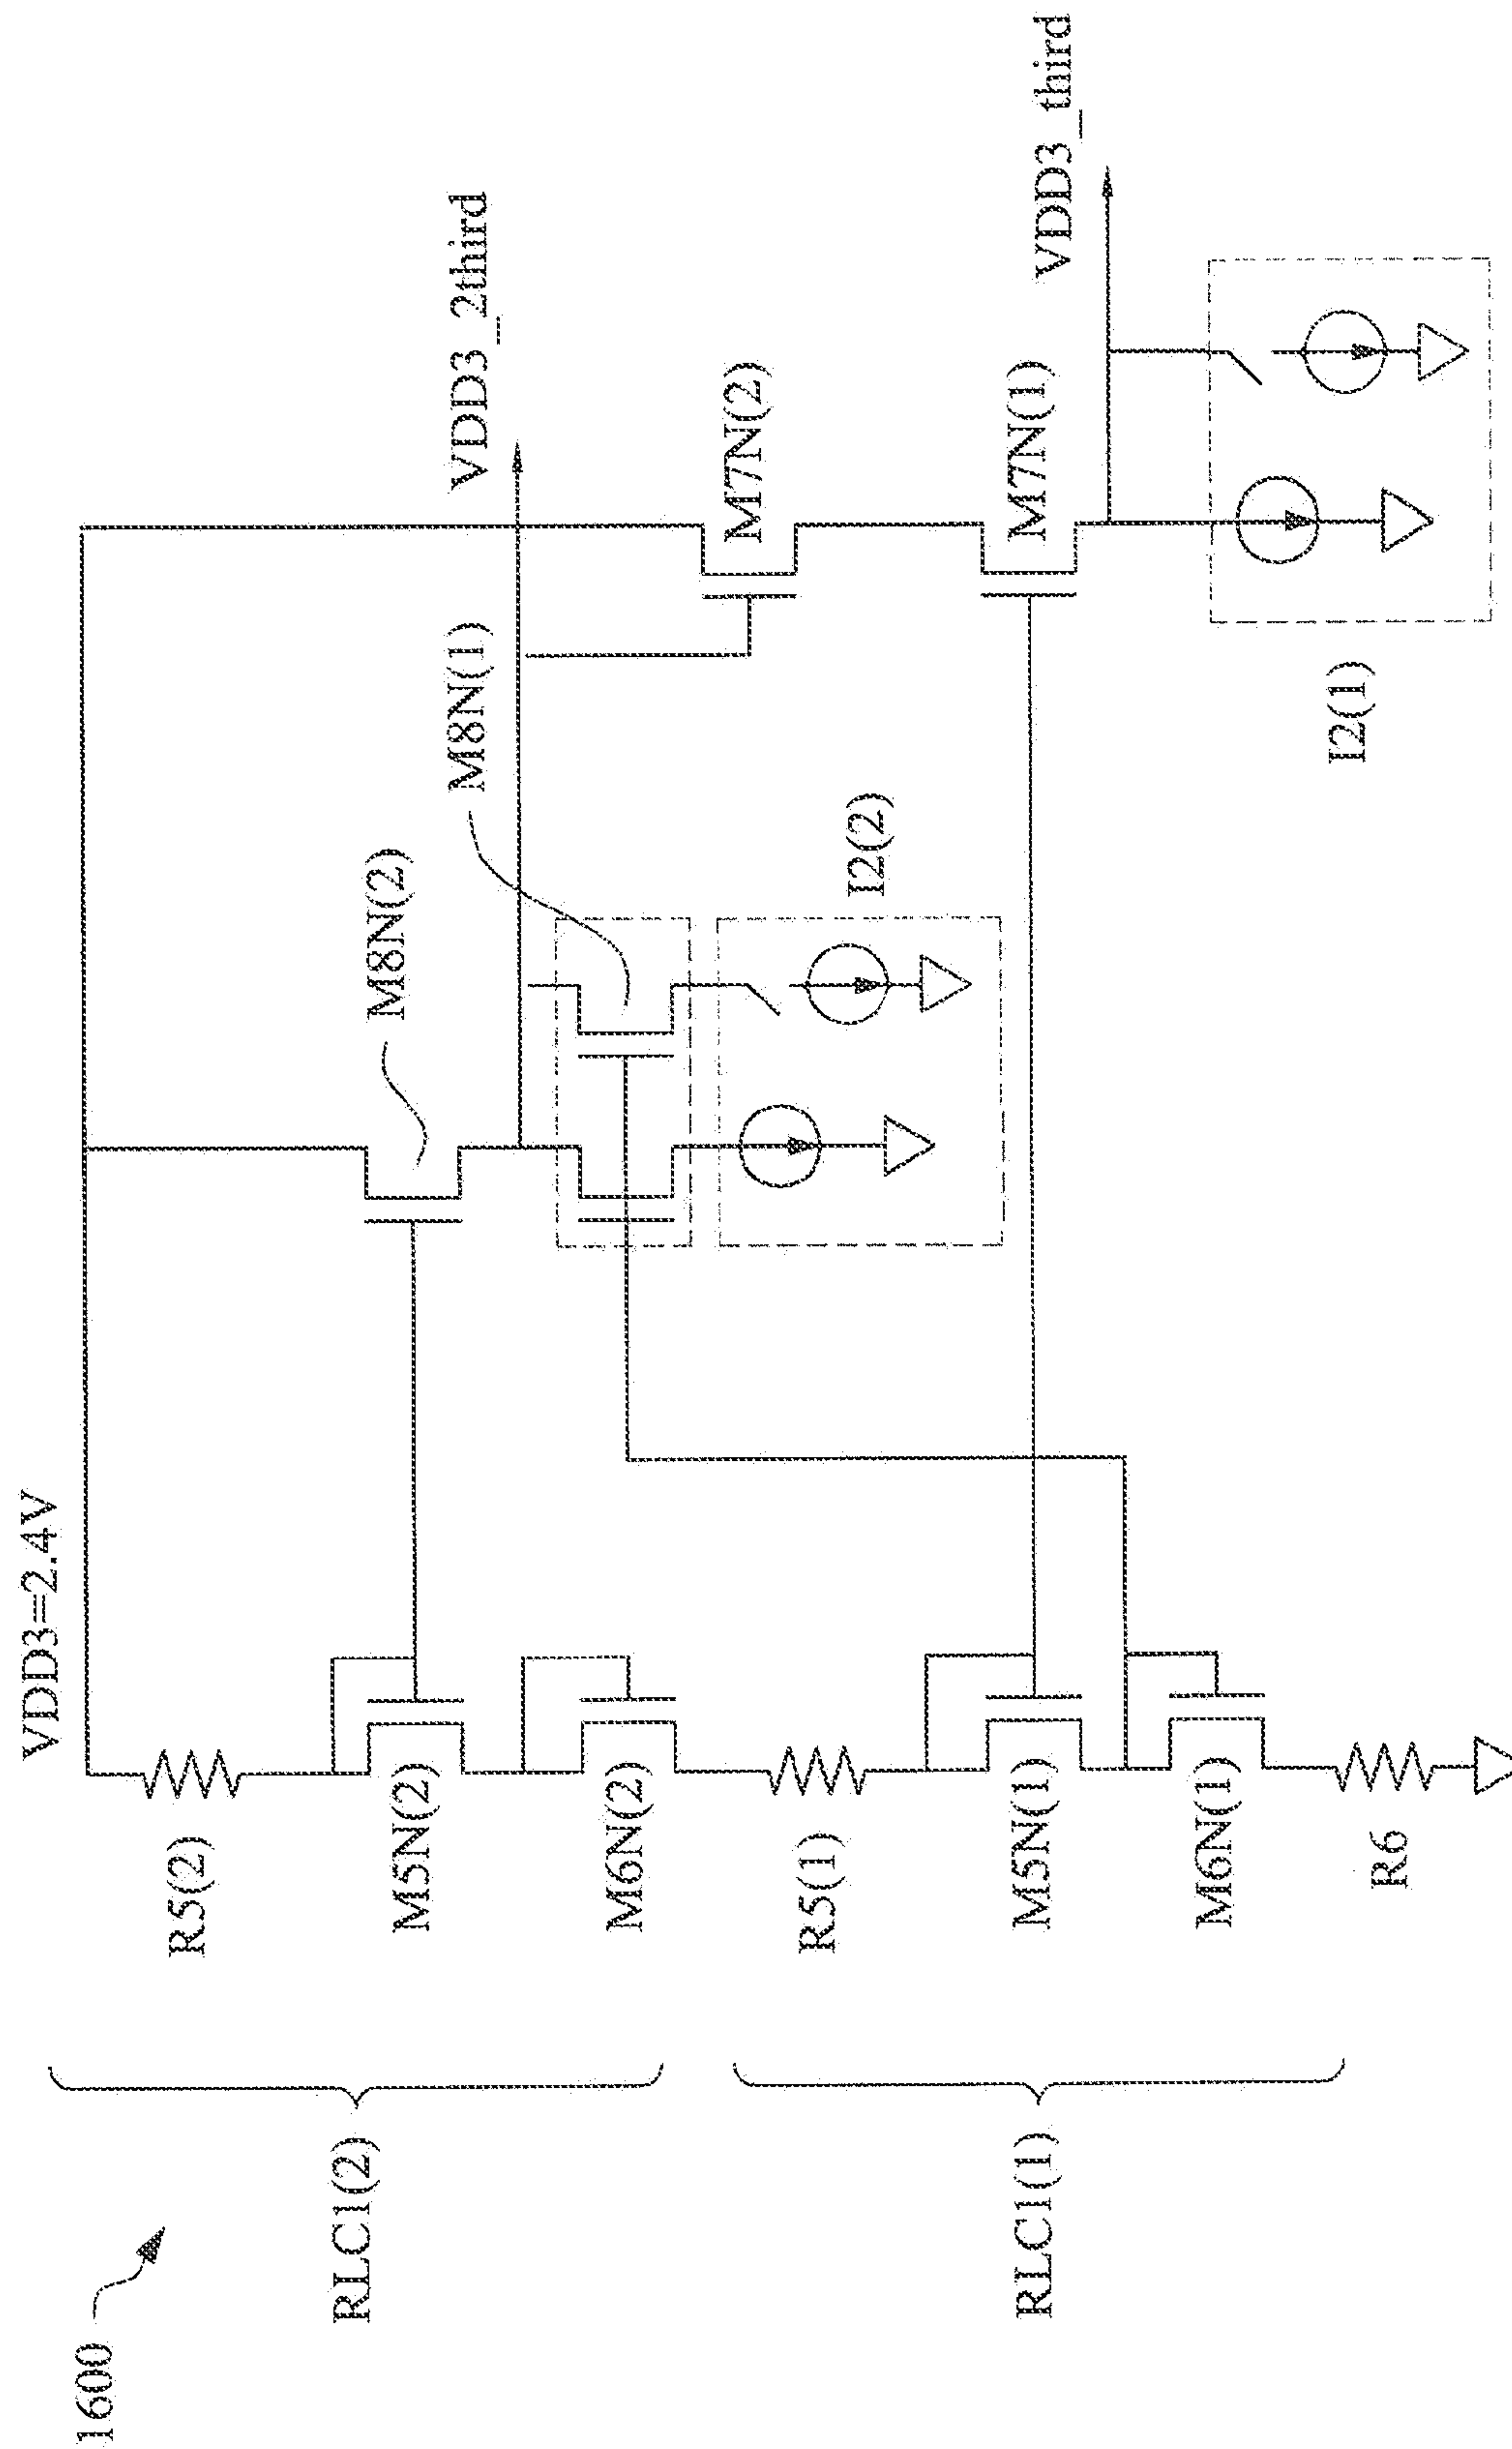 1600
VDD3=2.4V
RLC1(2)
RLC1(1)
R5(2)
M5N(2)
M6N(2)
R5(1)
M5N(1)
M6N(1)
R6
M8N(2)
M8N(1)
I2(2)
VDD3_2third
M7N(2)
M7N(1)
VDD3_third
I2(1)